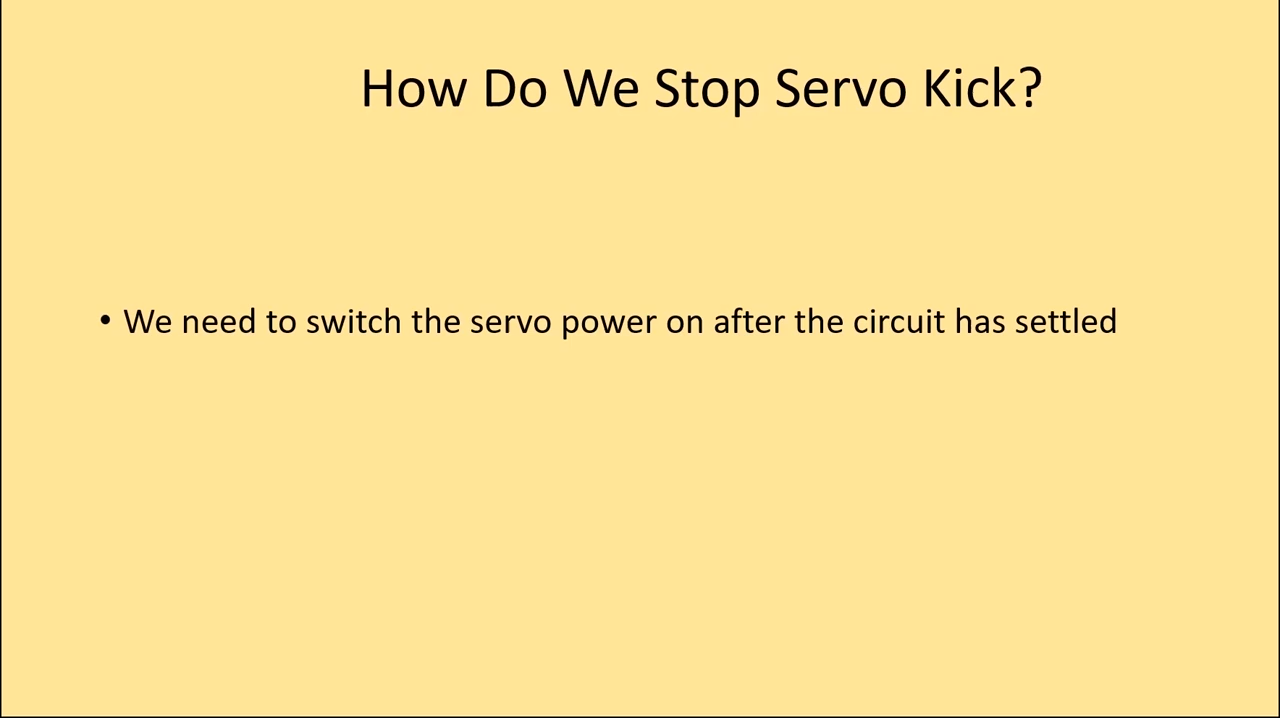 How Do We Stop Servo Kick?
• We need to switch the servo power on after the circuit has settled